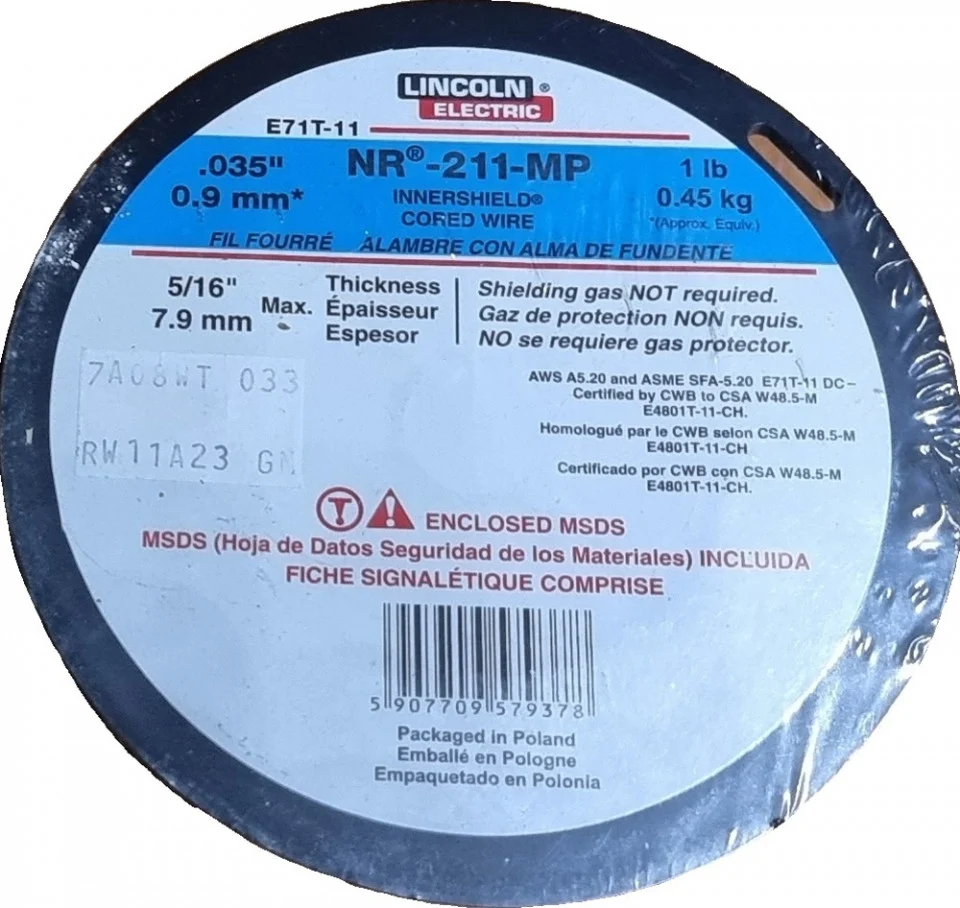 LINCOLN ®
ELECTRIC
E71T-11
.035"
0.9 mm*
NR®-211-MP
INNERSHIELD®
CORED WIRE
1 lb
0.45 kg
*(Approx. Equiv.)
FIL FOURRÉ ALAMBRE CON ALMA DE FUNDENTE
5/16"
7.9 mm
Max.
Thickness
Épaisseur
Espesor
Shielding gas NOT required.
Gaz de protection NON requis.
NO se requiere gas protector.
7A08WT 033
RW11A23
AWS A5.20 and ASME SFA-5.20 E71T-11 DC–
Certified by CWB to CSA W48.5-M
E4801T-11-CH.
Homologué par le CWB selon CSA W48.5-M
E4801T-11-CH
Certificado por CWB con CSA W48.5-M
E4801T-11-CH.
ENCLOSED MSDS
MSDS (Hoja de Datos Seguridad de los Materiales) INCLUIDA
FICHE SIGNALÉTIQUE COMPRISE
5 907709 579378
Packaged in Poland
Emballé en Pologne
Empaquetado en Polonia